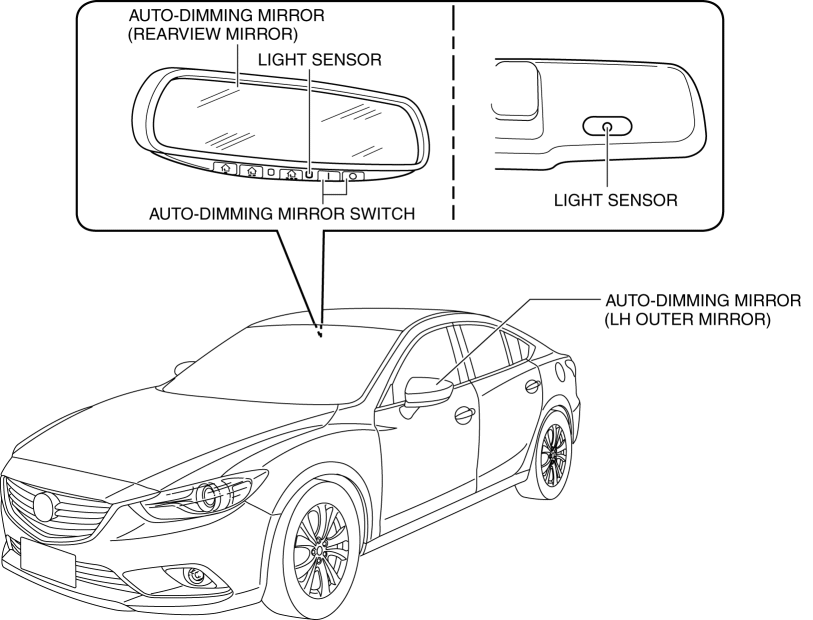 AUTO-DIMMING MIRROR
(REARVIEW MIRROR)
LIGHT SENSOR
AUTO-DIMMING MIRROR SWITCH
LIGHT SENSOR
AUTO-DIMMING MIRROR
(LH OUTER MIRROR)